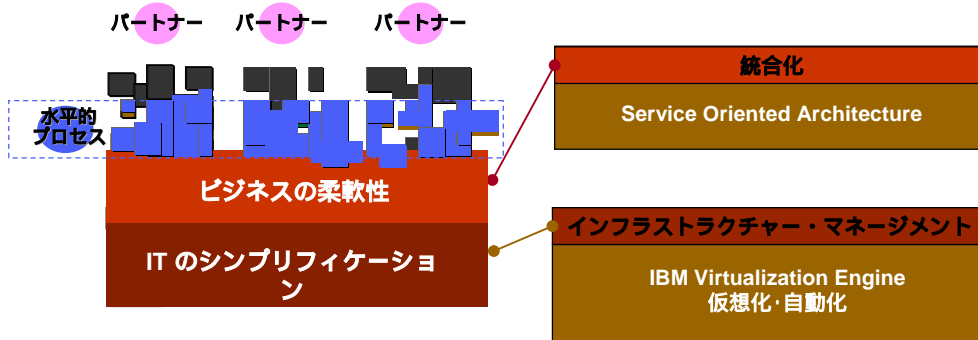 パートナー パートナー パートナー
水平的
プロセス
ビジネスの柔軟性
IT のシンプリフィケーショ
ン
統合化
Service Oriented Architecture
インフラストラクチャー・マネージメント
IBM Virtualization Engine
仮想化･自動化